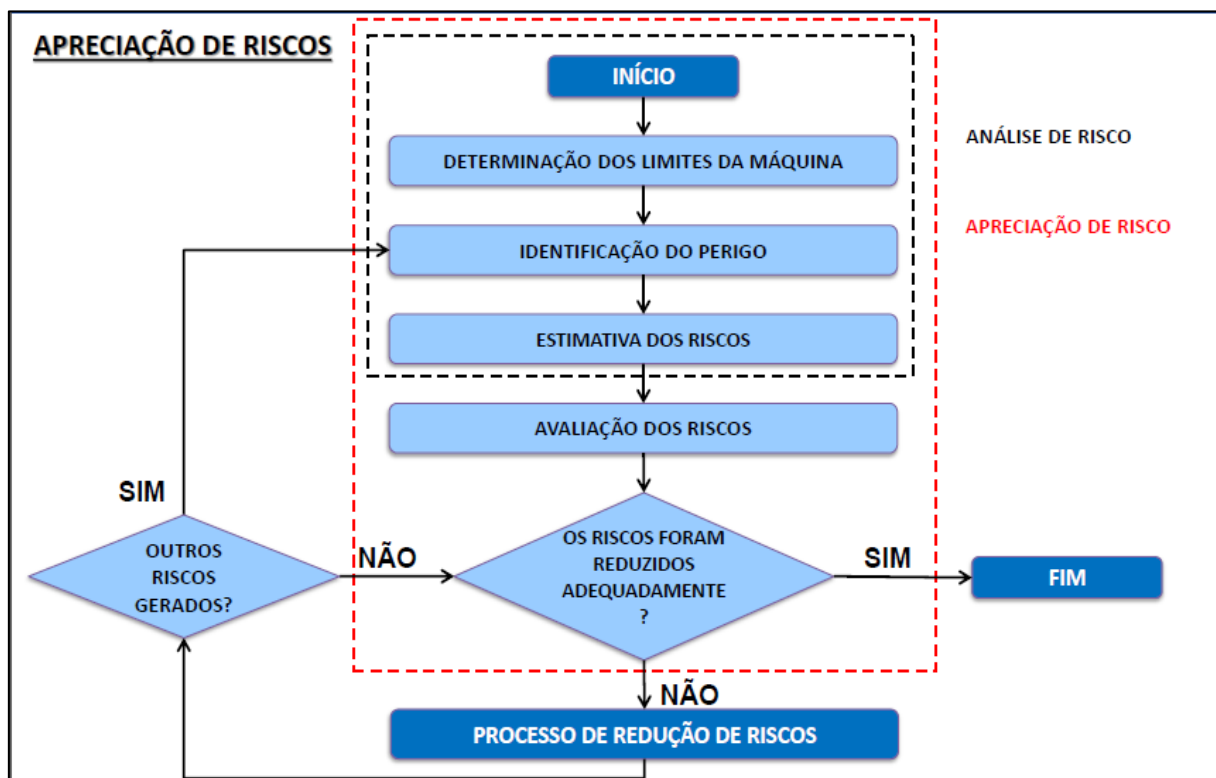 APRECIAÇÃO DE RISCOS
INÍCIO
DETERMINAÇÃO DOS LIMITES DA MÁQUINA
ANÁLISE DE RISCO
IDENTIFICAÇÃO DO PERIGO
APRECIAÇÃO DE RISCO
ESTIMATIVA DOS RISCOS
AVALIAÇÃO DOS RISCOS
SIM
OUTROS
RISCOS
GERADOS?
NÃO
OS RISCOS FORAM
REDUZIDOS
ADEQUADAMENTE
?
SIM
FIM
NÃO
PROCESSO DE REDUÇÃO DE RISCOS